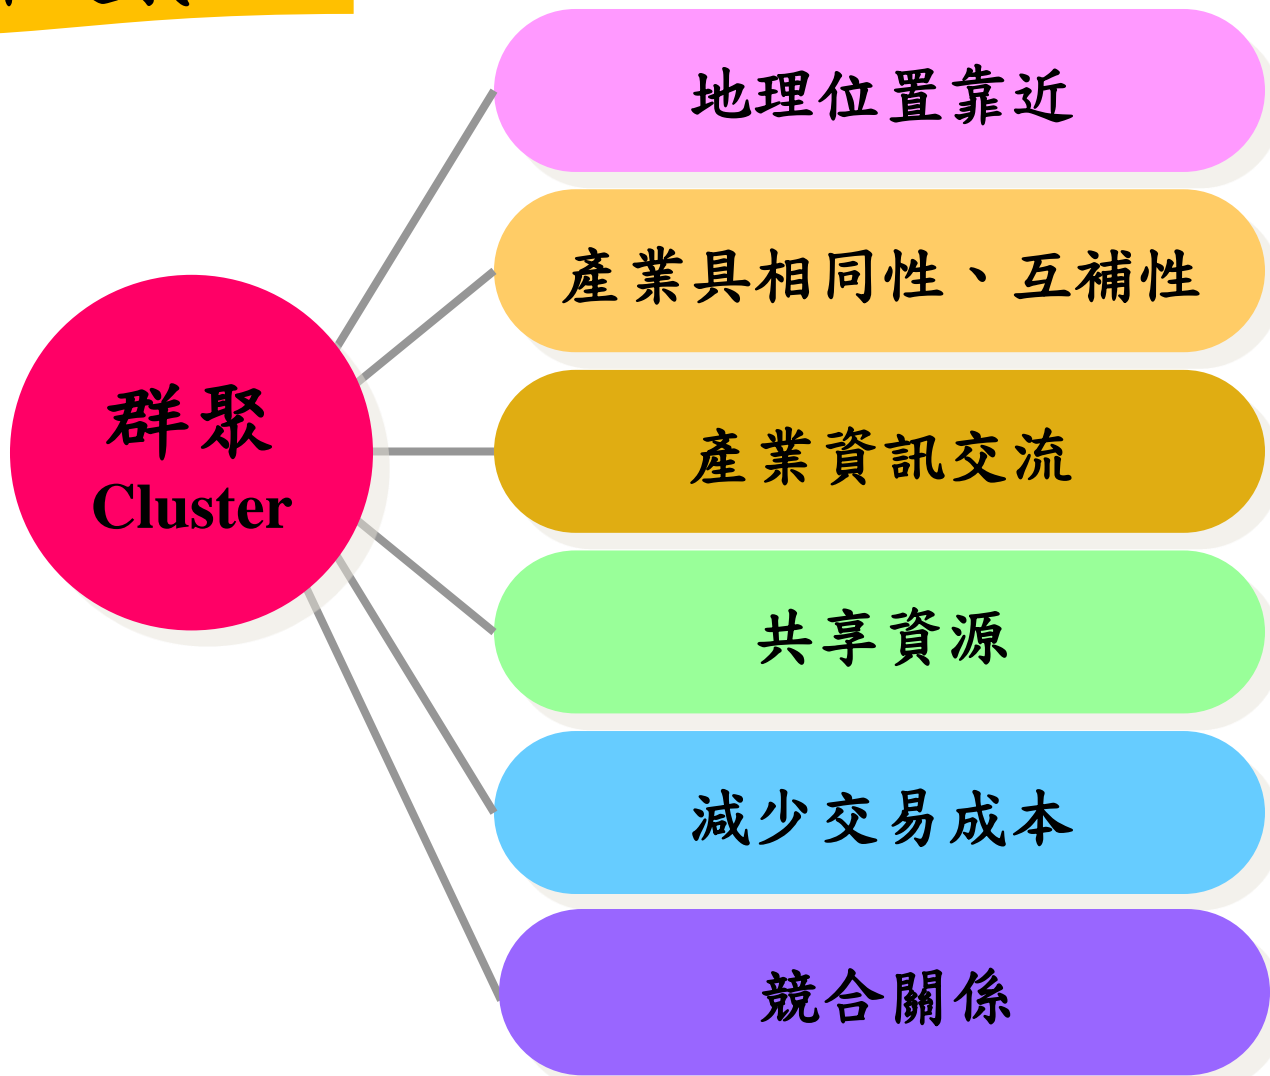 地理位置靠近
產業具相同性、互補性
群聚
Cluster
產業資訊交流
共享資源
減少交易成本
競合關係